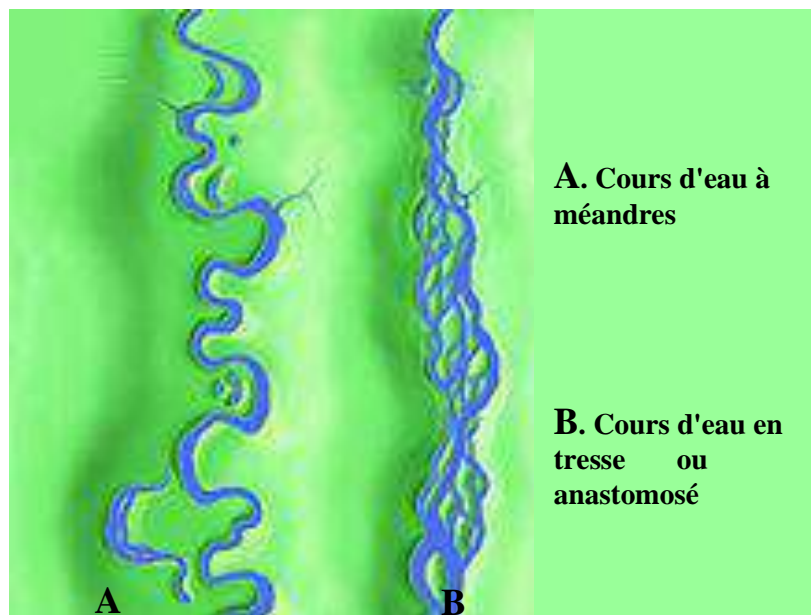 A. Cours d'eau à
méandres
B. Cours d'eau en
tresse ou
anastomosé
A
B